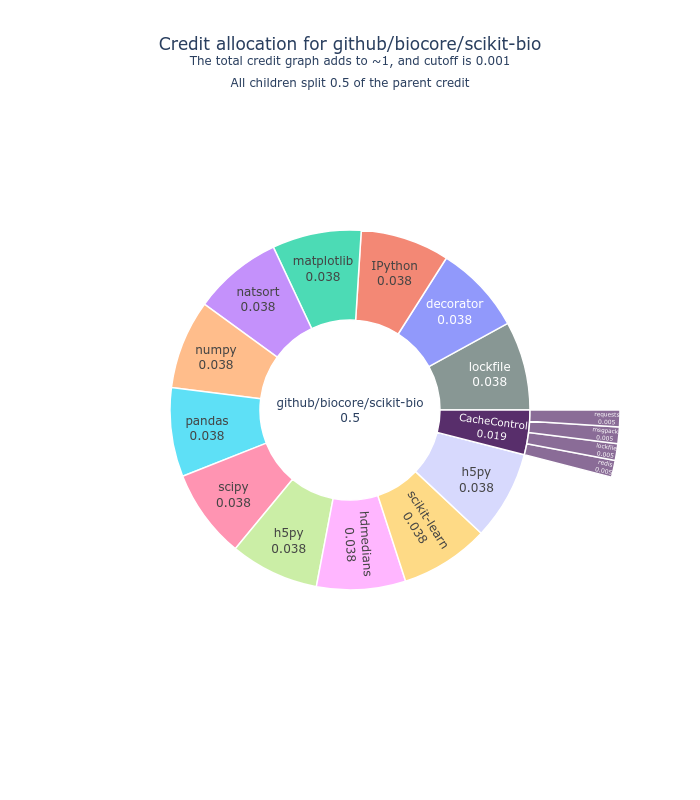 Credit allocation for github/biocore/scikit-bio
The total credit graph adds to ~1, and cutoff is 0.001
All children split 0.5 of the parent credit
github/biocore/scikit-bio
0.5
lockfile
0.038
decorator
0.038
IPython
0.038
matplotlib
0.038
natsort
0.038
numpy
0.038
pandas
0.038
scipy
0.038
h5py
0.038
hdmedians
0.038
scikit-learn
0.038
h5py
0.038
CacheControl
0.019
requests
0.005
msgpack
0.005
lockfile
0.005
redis
0.005